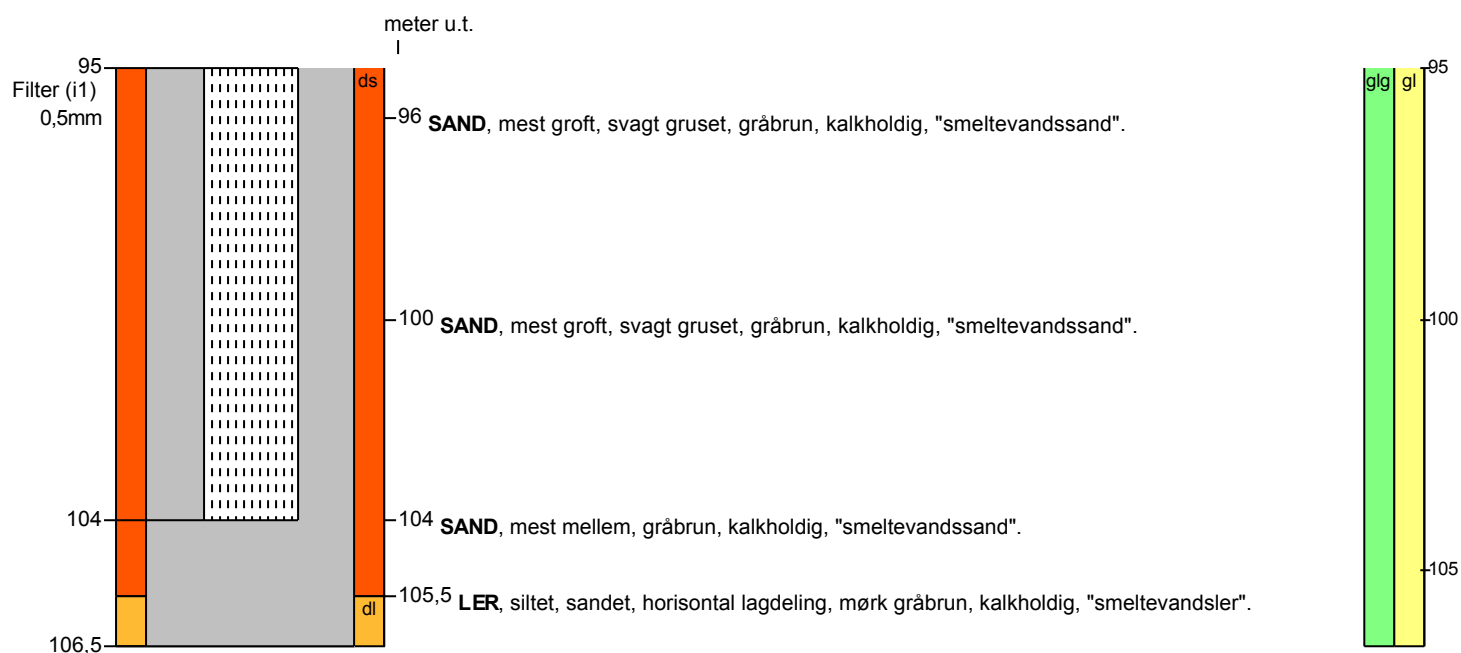 meter u.t.
95 ds glg gl 95
Filter (i1)
0,5mm
96 SAND, mest groft, svagt gruset, gråbrun, kalkholdig, "smeltevandssand".
100 SAND, mest groft, svagt gruset, gråbrun, kalkholdig, "smeltevandssand". 100
104 104 SAND, mest mellem, gråbrun, kalkholdig, "smeltevandssand".
105
105,5 LER, siltet, sandet, horisontal lagdeling, mørk gråbrun, kalkholdig, "smeltevandsler".
dl
106,5